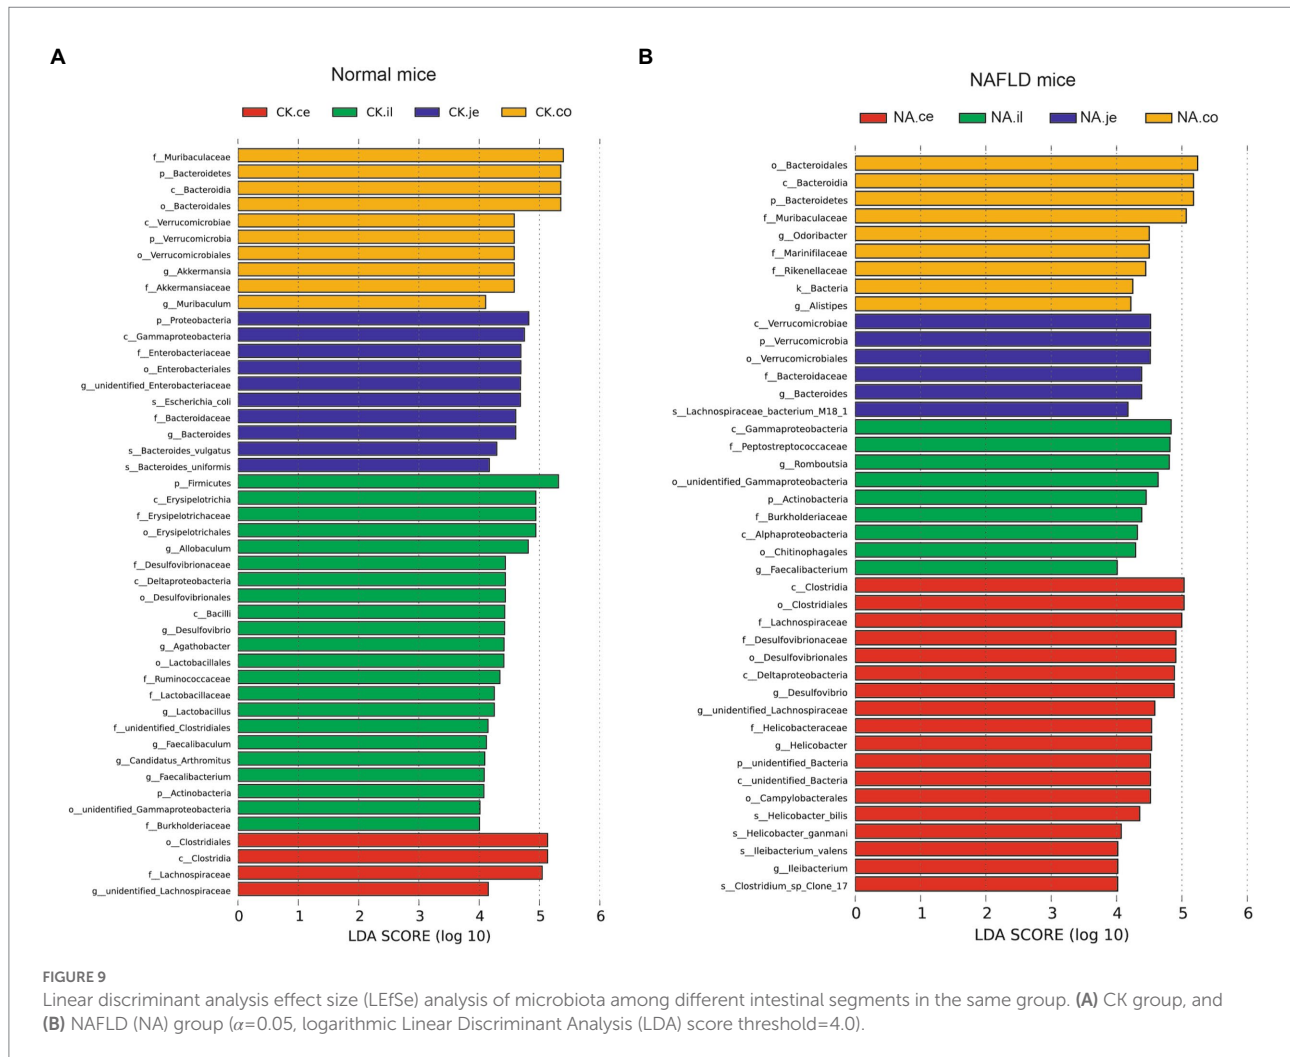 A
Normal mice
CK.ce CK.il CK.je CK.co
f__Muribaculaceae
p__Bacteroidetes
c__Bacteroidia
o__Bacteroidales
c__Verrucomicrobiae
p__Verrucomicrobia
o__Verrucomicrobiales
g__Akkermansia
f__Akkermansiaceae
g__Muribaculum
p__Proteobacteria
c__Gammaproteobacteria
f__Enterobacteriaceae
o__Enterobacteriales
g__unidentified_Enterobacteriaceae
s__Escherichia_coli
f__Bacteroidaceae
g__Bacteroides
s__Bacteroides_vulgatus
s__Bacteroides_uniformis
p__Firmicutes
c__Erysipelotrichia
f__Erysipelotrichaceae
o__Erysipelotrichales
g__Allobaculum
f__Desulfovibrionaceae
c__Deltaproteobacteria
o__Desulfovibrionales
c__Bacilli
g__Desulfovibrio
g__Agathobacter
o__Lactobacillales
f__Ruminococcaceae
f__Lactobacillaceae
g__Lactobacillus
f__unidentified_Clostridiales
g__Faecalibaculum
g__Candidatus_Arthromitus
g__Faecalibacterium
p__Actinobacteria
o__unidentified_Gammaproteobacteria
f__Burkholderiaceae
o__Clostridiales
c__Clostridia
f__Lachnospiraceae
g__unidentified_Lachnospiraceae
0 1 2 3 4 5 6
LDA SCORE (log 10)
B
NAFLD mice
NA.ce NA.il NA.je NA.co
o__Bacteroidales
c__Bacteroidia
p__Bacteroidetes
f__Muribaculaceae
g__Odoribacter
f__Marinifilaceae
f__Rikenellaceae
k__Bacteria
g__Alistipes
c__Verrucomicrobiae
p__Verrucomicrobia
o__Verrucomicrobiales
f__Bacteroidaceae
g__Bacteroides
s__Lachnospiraceae_bacterium_M18_1
c__Gammaproteobacteria
f__Peptostreptococcaceae
g__Romboutsia
o__unidentified_Gammaproteobacteria
p__Actinobacteria
f__Burkholderiaceae
c__Alphaproteobacteria
o__Chitinophagales
g__Faecalibacterium
c__Clostridia
o__Clostridiales
f__Lachnospiraceae
f__Desulfovibrionaceae
o__Desulfovibrionales
c__Deltaproteobacteria
g__Desulfovibrio
g__unidentified_Lachnospiraceae
f__Helicobacteraceae
g__Helicobacter
p__unidentified_Bacteria
c__unidentified_Bacteria
o__Campylobacterales
s__Helicobacter_bilis
s__Helicobacter_ganmani
s__Ileibacterium_valens
g__Ileibacterium
s__Clostridium_sp_Clone_17
0 1 2 3 4 5 6
LDA SCORE (log 10)
FIGURE 9
Linear discriminant analysis effect size (LEfSe) analysis of microbiota among different intestinal segments in the same group. (A) CK group, and
(B) NAFLD (NA) group (α=0.05, logarithmic Linear Discriminant Analysis (LDA) score threshold=4.0).